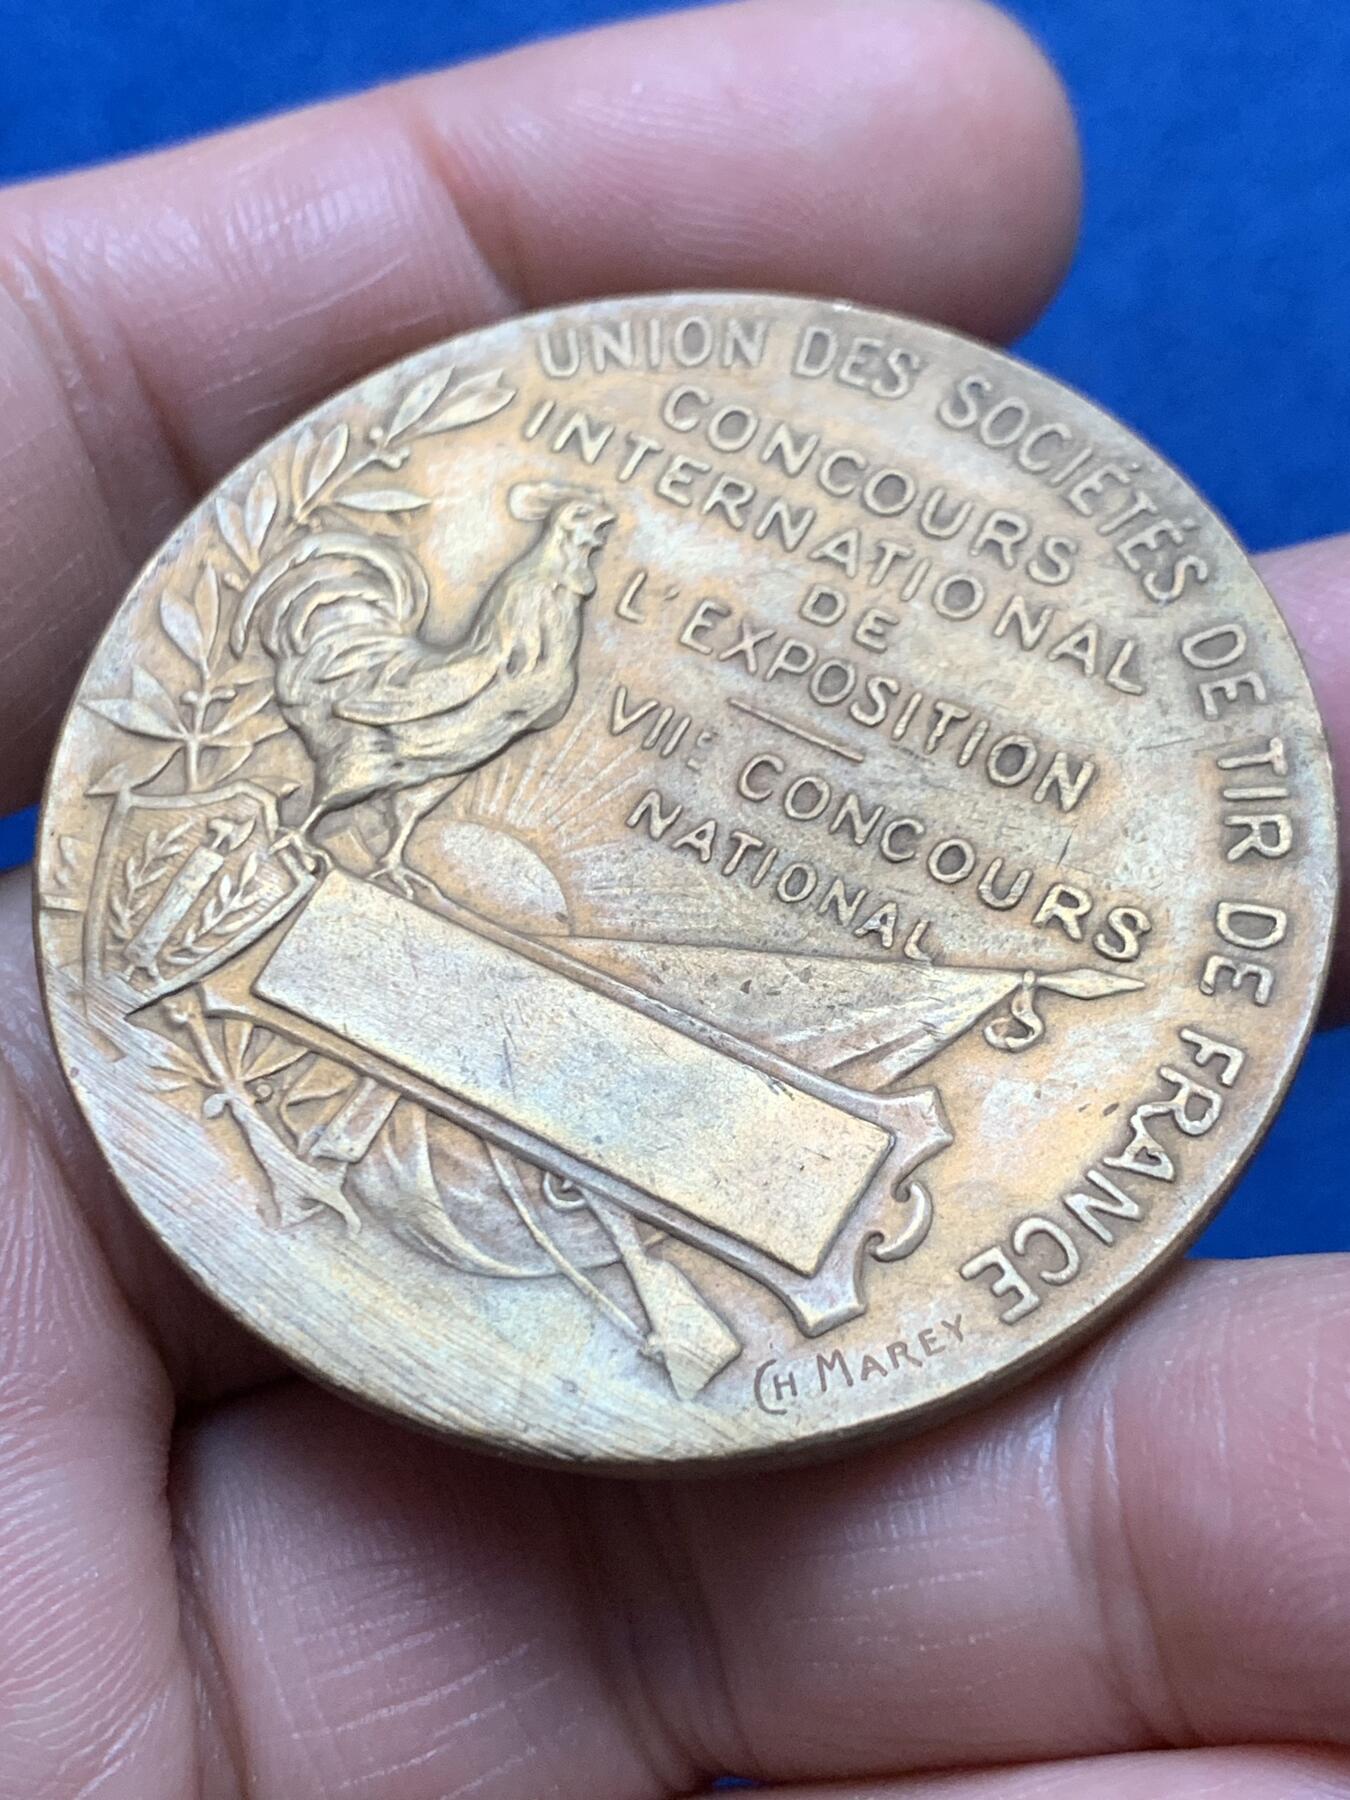 UNION DES SOCIÉTÉS DE TIR DE FRANCE
CONCOURS
INTERNATIONAL
DE
L'EXPOSITION
VIIE CONCOURS
NATIONAL
CH MAREY